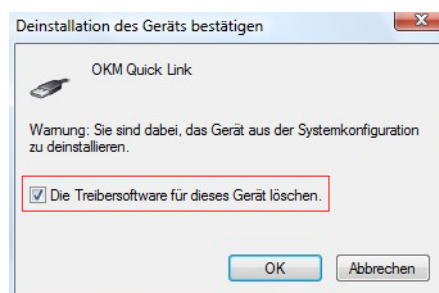 Deinstallation des Geräts bestätigen
OKM Quick Link
Warnung: Sie sind dabei, das Gerät aus der Systemkonfiguration
zu deinstallieren.
Die Treibersoftware für dieses Gerät löschen.
OK Abbrechen